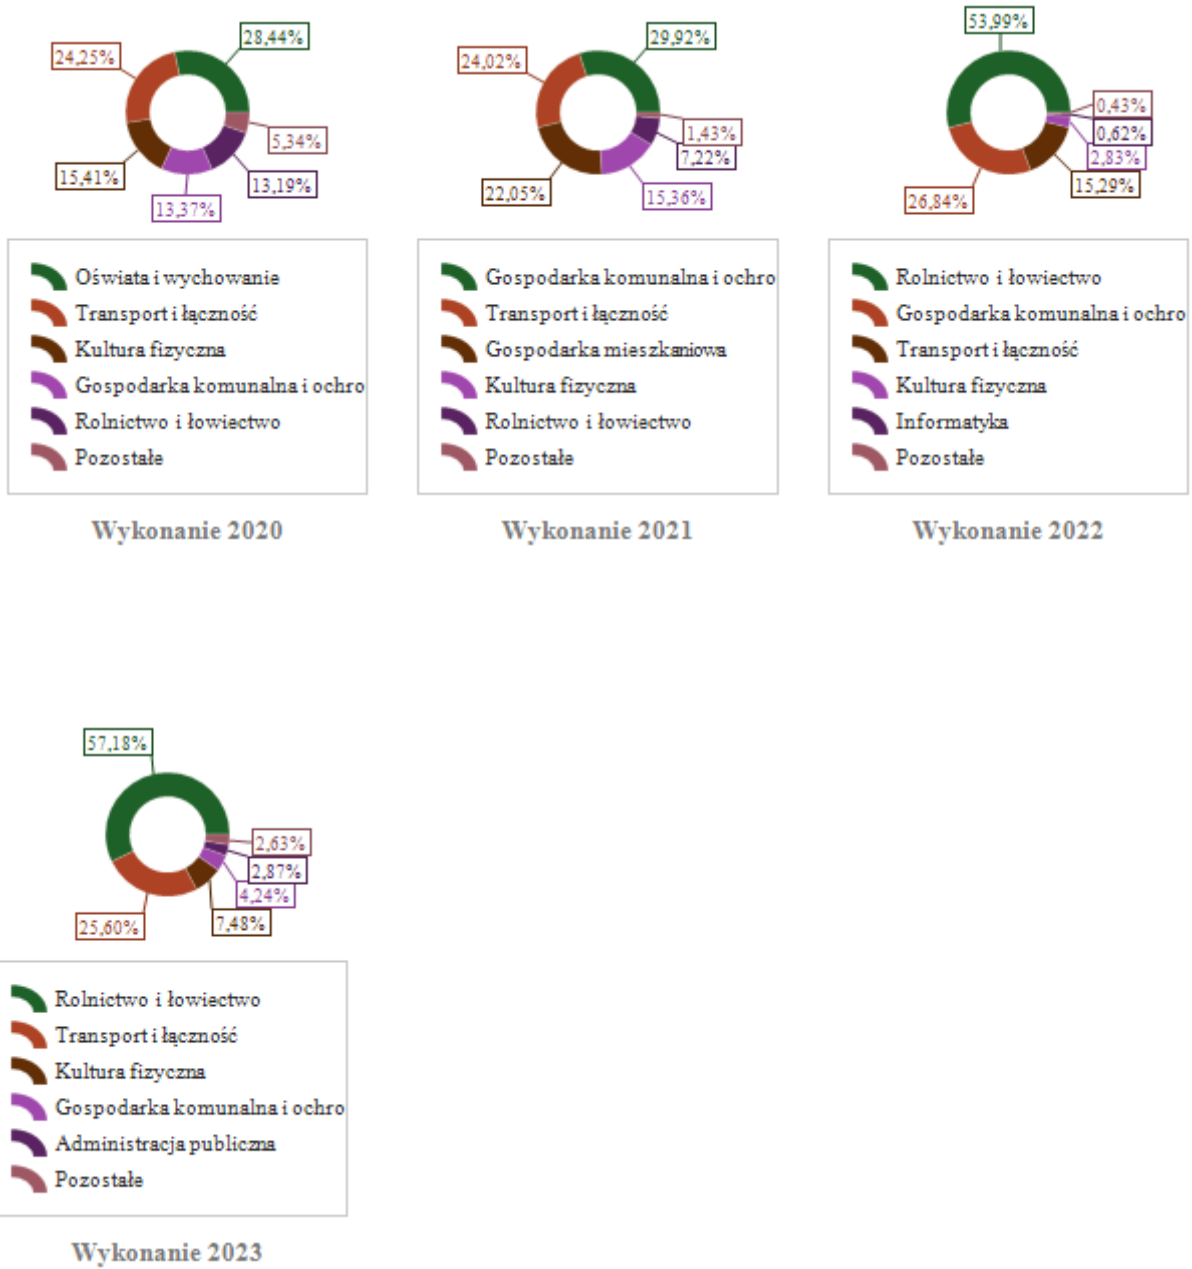 28,44%
24,25%
5,34%
15,41%
13,19%
13,37%
Oświata i wychowanie
Transport i łączność
Kultura fizyczna
Gospodarka komunalna i ochro
Rolnictwo i łowiectwo
Pozostałe
Wykonanie 2020
29,92%
24,02%
1,43%
7,22%
22,05%
15,36%
Gospodarka komunalna i ochro
Transport i łączność
Gospodarka mieszkaniowa
Kultura fizyczna
Rolnictwo i łowiectwo
Pozostałe
Wykonanie 2021
53,99%
0,43%
0,62%
2,83%
15,29%
26,84%
Rolnictwo i łowiectwo
Gospodarka komunalna i ochro
Transport i łączność
Kultura fizyczna
Informatyka
Pozostałe
Wykonanie 2022
57,18%
2,63%
2,87%
4,24%
7,48%
25,60%
Rolnictwo i łowiectwo
Transport i łączność
Kultura fizyczna
Gospodarka komunalna i ochro
Administracja publiczna
Pozostałe
Wykonanie 2023